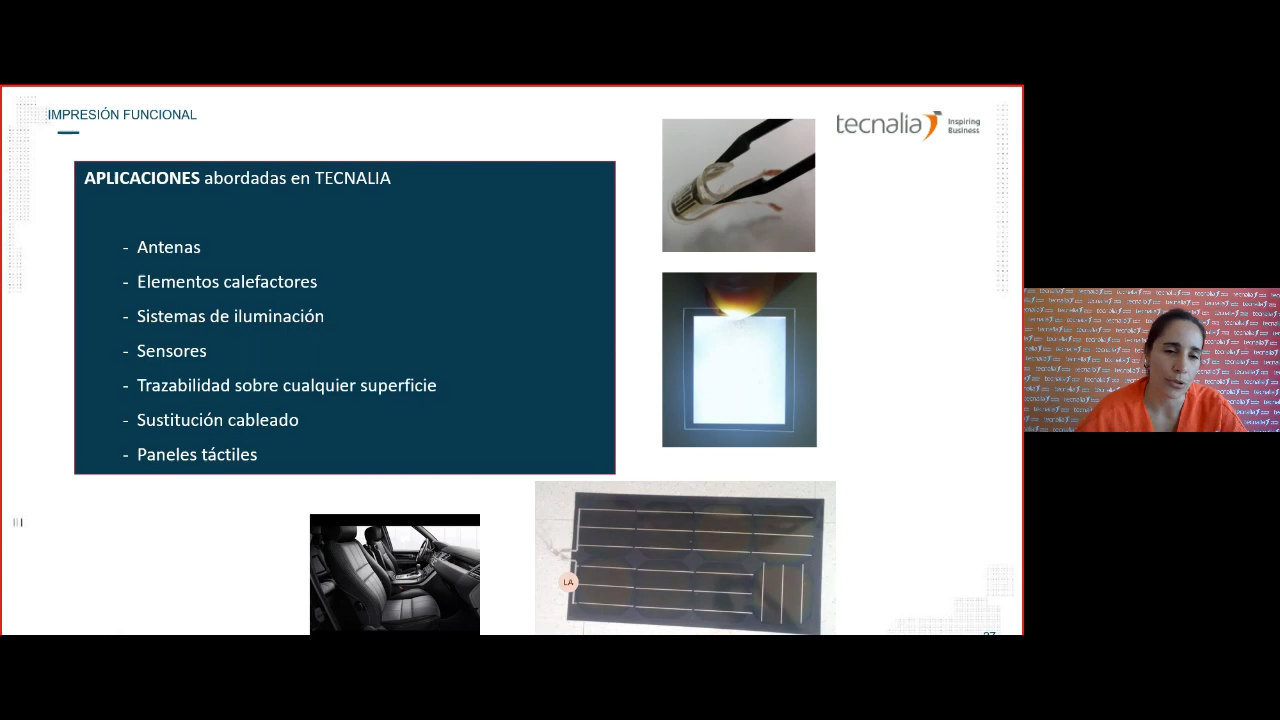 IMPRESIÓN FUNCIONAL
tecnalia Inspiring
Business
APLICACIONES abordadas en TECNALIA
- Antenas
- Elementos calefactores
- Sistemas de iluminación
- Sensores
- Trazabilidad sobre cualquier superficie
- Sustitución cableado
- Paneles táctiles
LA